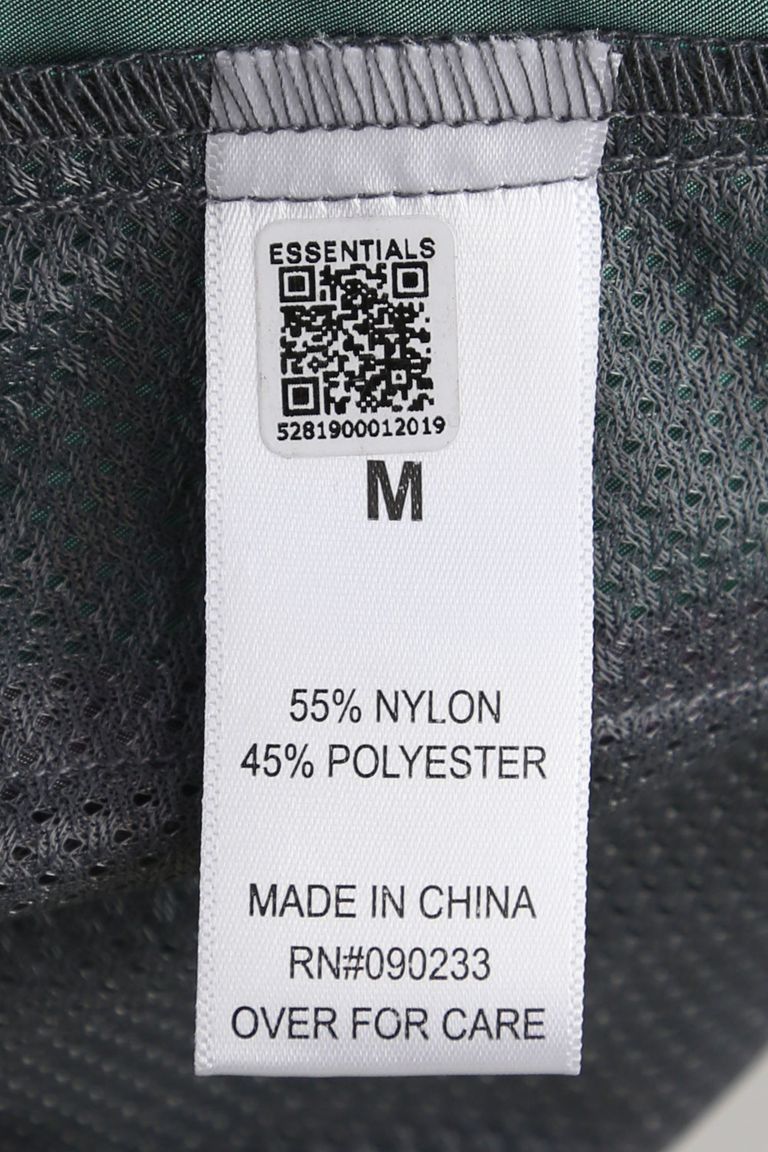 ESSENTIALS
5281900012019
M
55% NYLON
45% POLYESTER
MADE IN CHINA
RN#090233
OVER FOR CARE